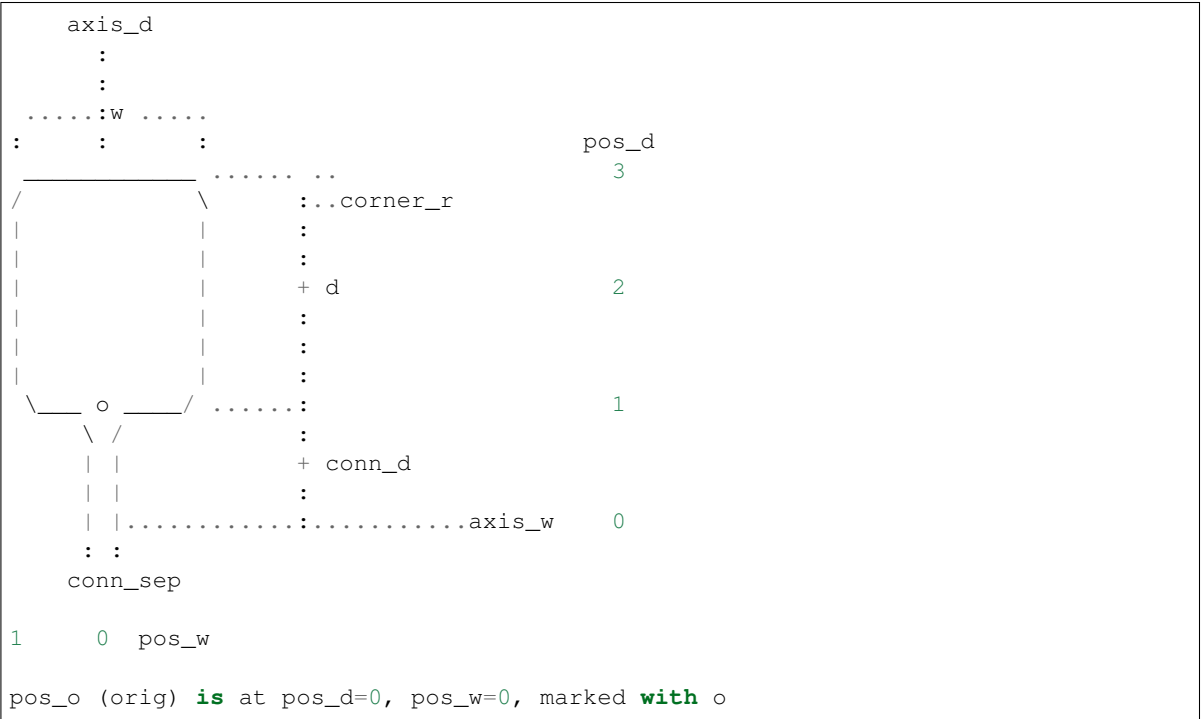 axis_d
:
:
.....:w .....
:     :      :                          pos_d
 ____________ ...... ..                   3
/            \      :..corner_r
|            |      :
|            |      :
|            |      + d                   2
|            |      :
|            |      :
|            |      :
 \___ o ____/ ......:                     1
     \ /            :
     | |            + conn_d
     | |            :
     | |............:...........axis_w    0
     : :
    conn_sep
1     0  pos_w
pos_o (orig) is at pos_d=0, pos_w=0, marked with o